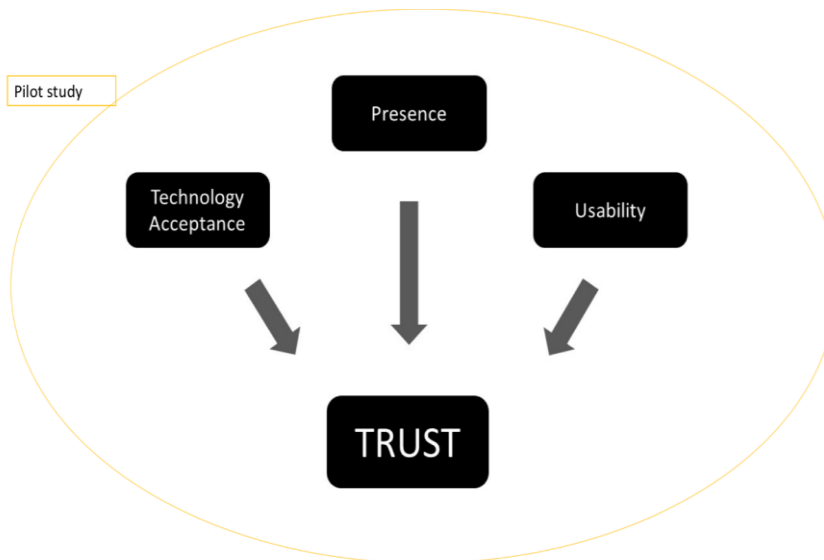 Pilot study
Presence
Technology
Acceptance
Usability
TRUST